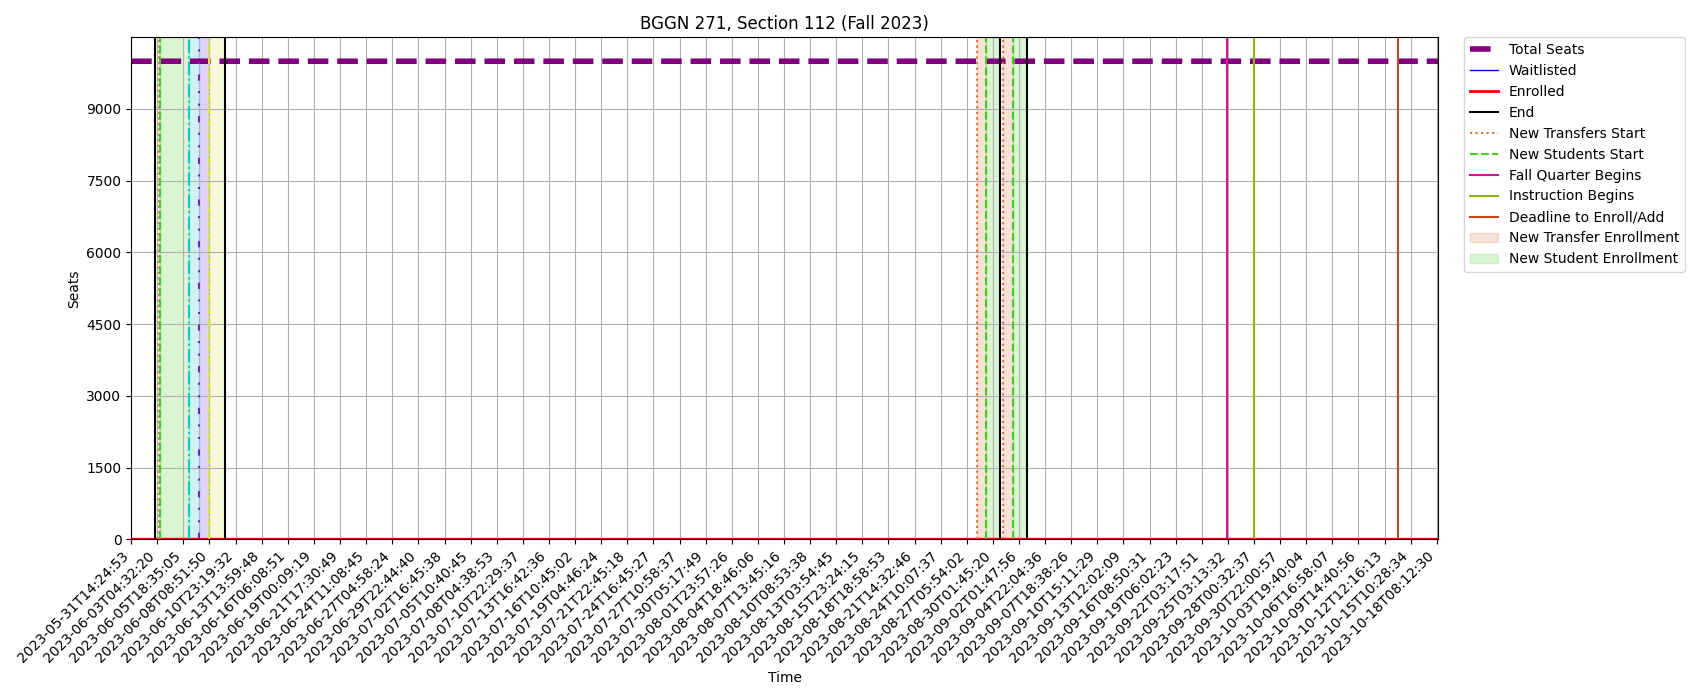 BGGN 271, Section 112 (Fall 2023)
Total Seats
Waitlisted
Enrolled
End
New Transfers Start
New Students Start
Fall Quarter Begins
Instruction Begins
Deadline to Enroll/Add
New Transfer Enrollment
New Student Enrollment
Seats
9000
7500
6000
4500
3000
1500
0
2023-05-31T14:24:53
2023-06-03T04:32:20
2023-06-05T18:35:05
2023-06-08T08:51:50
2023-06-10T23:19:32
2023-06-13T13:59:48
2023-06-16T06:08:51
2023-06-19T00:09:19
2023-06-21T17:30:49
2023-06-24T11:08:45
2023-06-27T04:58:24
2023-06-29T22:44:40
2023-07-02T16:45:38
2023-07-05T10:40:45
2023-07-08T04:38:53
2023-07-10T22:29:37
2023-07-13T16:42:36
2023-07-16T10:45:02
2023-07-19T04:46:24
2023-07-21T22:45:18
2023-07-24T16:45:27
2023-07-27T10:58:37
2023-07-30T05:17:49
2023-08-01T23:57:26
2023-08-04T18:46:06
2023-08-07T13:45:16
2023-08-10T08:53:38
2023-08-13T03:54:45
2023-08-15T23:24:15
2023-08-18T18:58:53
2023-08-21T14:32:46
2023-08-24T10:07:37
2023-08-27T05:54:02
2023-08-30T01:45:20
2023-09-02T01:47:56
2023-09-04T22:04:36
2023-09-07T18:38:26
2023-09-10T15:11:29
2023-09-13T12:02:09
2023-09-16T08:50:31
2023-09-19T06:02:23
2023-09-22T03:17:51
2023-09-25T03:13:32
2023-09-28T00:32:37
2023-09-30T22:00:57
2023-10-03T19:40:04
2023-10-06T16:58:07
2023-10-09T14:40:56
2023-10-12T12:16:13
2023-10-15T10:28:34
2023-10-18T08:12:30
Time